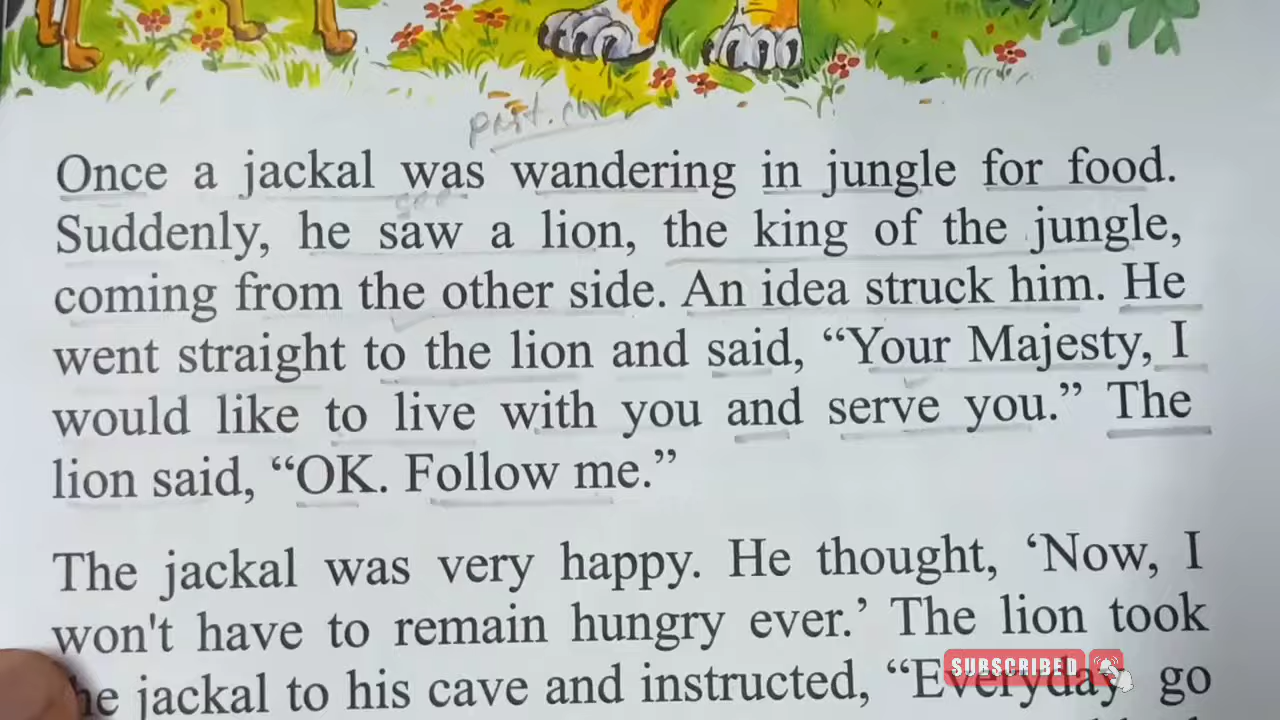 Once a jackal was wandering in jungle for food.
Suddenly, he saw a lion, the king of the jungle,
coming from the other side. An idea struck him. He
went straight to the lion and said, “Your Majesty, I
would like to live with you and serve you.” The
lion said, “OK. Follow me.”
The jackal was very happy. He thought, ‘Now, I
won't have to remain hungry ever.’ The lion took
jackal to his cave and instructed, “Everyday go
SUBSCRIBED